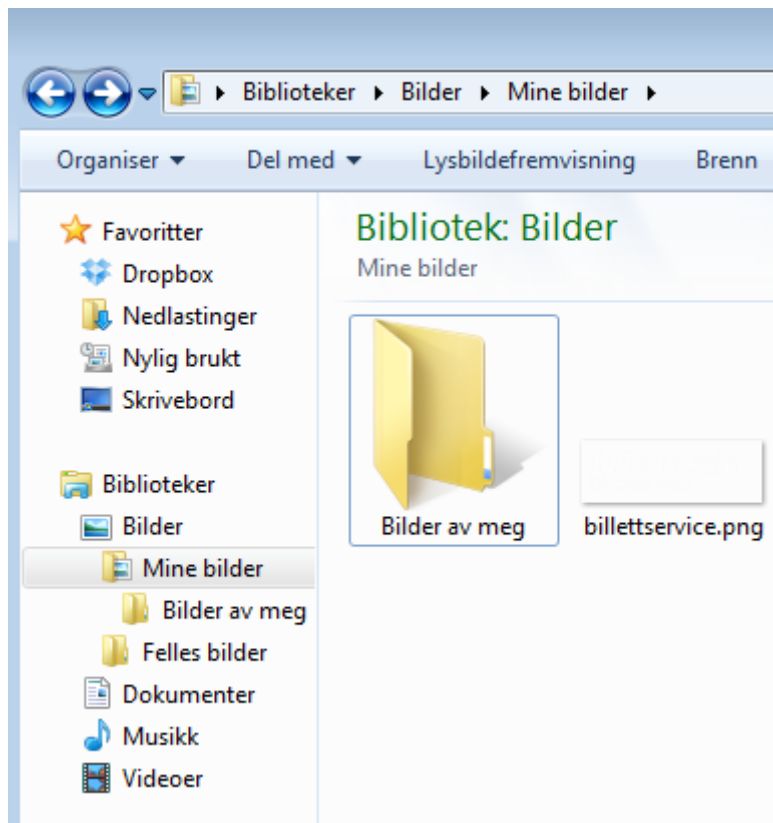 Biblioteker Bilder Mine bilder
Organiser Del med Lysbildefremvisning Brenn
Favoritter
Dropbox
Nedlastinger
Nylig brukt
Skrivebord
Biblioteker
Bilder
Mine bilder
Bilder av meg
Felles bilder
Dokumenter
Musikk
Videoer
Bibliotek: Bilder
Mine bilder
Bilder av meg
billettservice.png